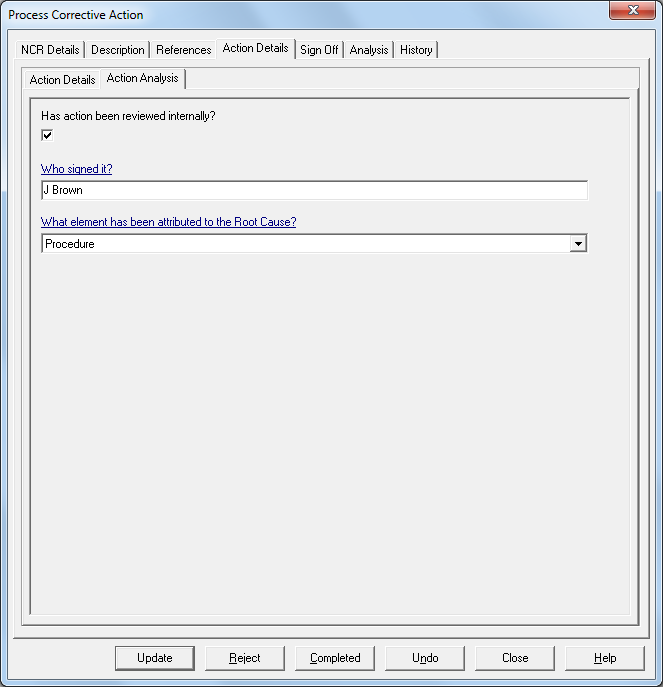 Process Corrective Action
NCR Details Description References Action Details Sign Off Analysis History
Action Details Action Analysis
Has action been reviewed internally?
Who signed it?
J Brown
What element has been attributed to the Root Cause?
Procedure
Update Reject Completed Undo Close Help